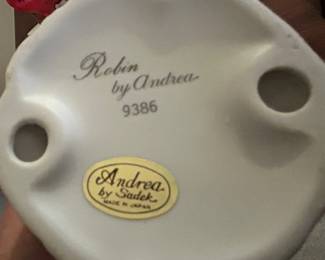 Robin
by Andrea
9386
Andrea
by Sadek
MADE IN JAPAN